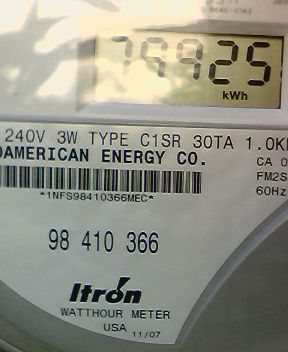 79925
kWh
240V 3W TYPE C1SR 30TA 1.0K
AMERICAN ENERGY CO.
CA 0
FM2S
60Hz
*1NFS98410366MEC*
98 410 366
Itron
WATTHOUR METER
USA 11/07